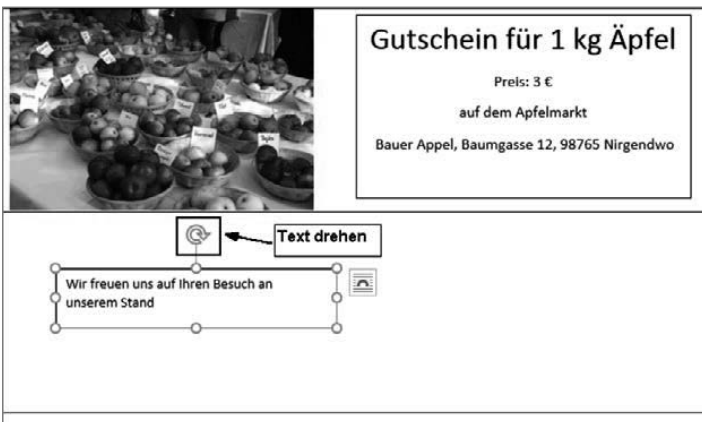 Gutschein für 1 kg Äpfel
Preis: 3 €
auf dem Apfelmarkt
Bauer Appel, Baumgasse 12, 98765 Nirgendwo
Text drehen
Wir freuen uns auf Ihren Besuch an
unserem Stand